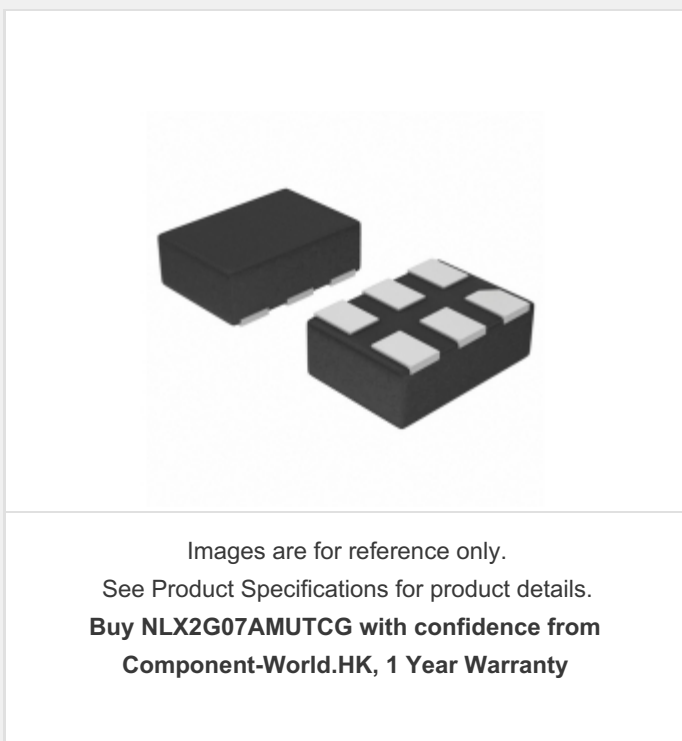 Images are for reference only.
See Product Specifications for product details.
Buy NLX2G07AMUTCG with confidence from
Component-World.HK, 1 Year Warranty